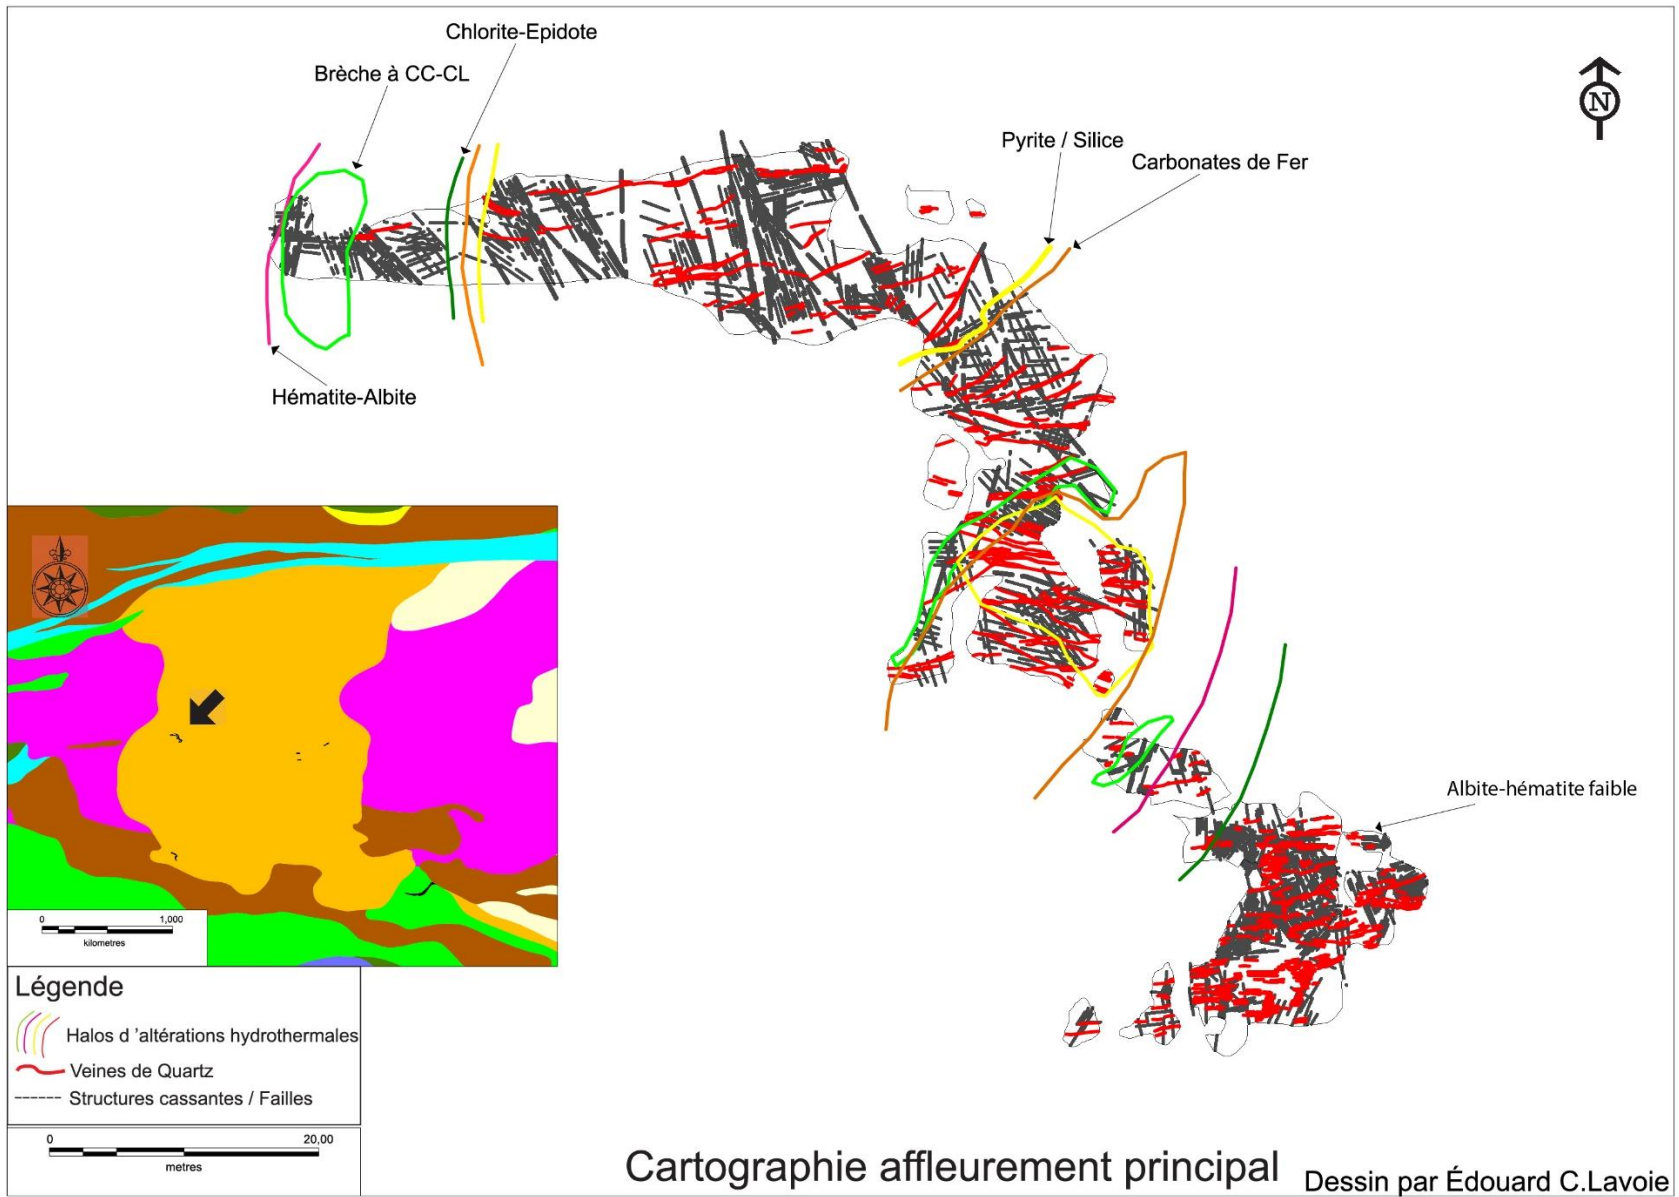 Chlorite-Epidote
Brèche à CC-CL
N
Pyrite / Silice
Carbonates de Fer
Hématite-Albite
Albite-hématite faible
0 1,000
kilometres
Légende
Halos d 'altérations hydrothermales
Veines de Quartz
Structures cassantes / Failles
0 20,00
metres
Cartographie affleurement principal
Dessin par Édouard C.Lavoie